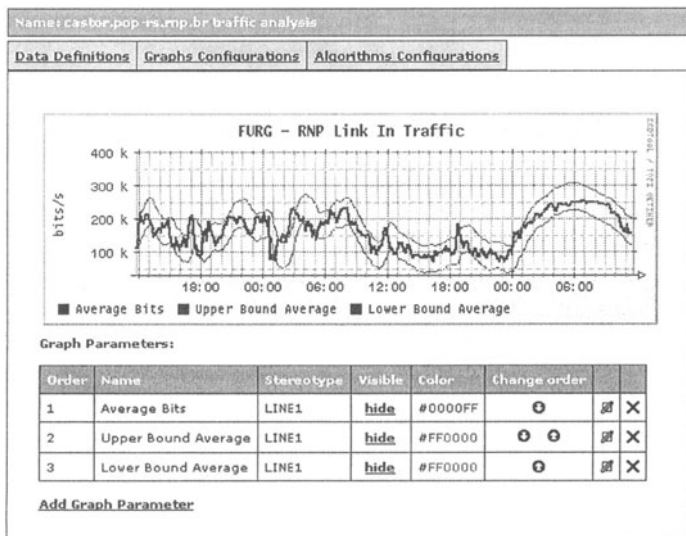 Name: castor.pop-rs.rnp.br traffic analysis
Data Definitions Graphs Configurations Algorithms Configurations
FURG - RNP Link In Traffic
400 k
300 k
200 k
100 k
bits/s
18:00 00:00 06:00 12:00 18:00 00:00 06:00
Average Bits Upper Bound Average Lower Bound Average
Graph Parameters:
Order Name Stereotype Visible Color Change order
1 Average Bits LINE1 hide #0000FF
2 Upper Bound Average LINE1 hide #FF0000
3 Lower Bound Average LINE1 hide #FF0000
Add Graph Parameter